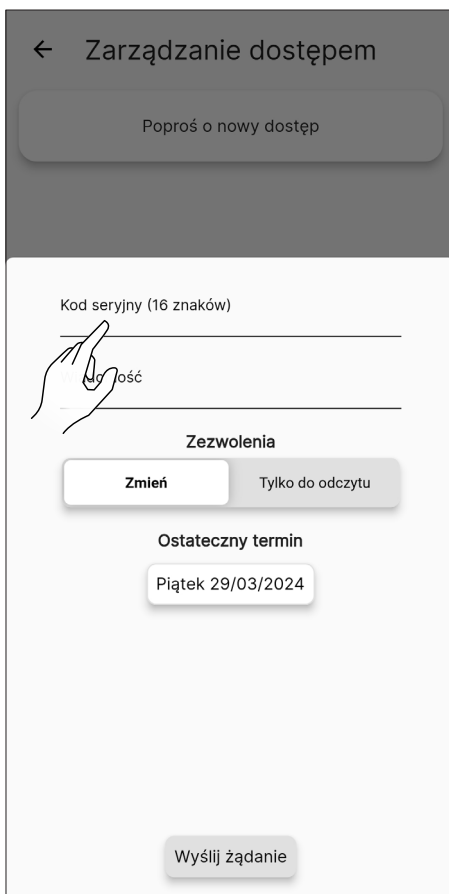 Zarządzanie dostępem
Poproś o nowy dostęp
Kod seryjny (16 znaków)
Zezwolenia
Zmień Tylko do odczytu
Ostateczny termin
Piątek 29/03/2024
Wyślij żądanie